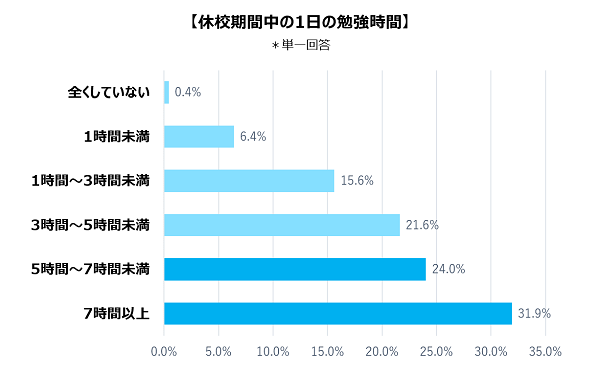 【休校期間中の1日の勉強時間】
＊単一回答
全くしていない 0.4%
1時間未満 6.4%
1時間～3時間未満 15.6%
3時間～5時間未満 21.6%
5時間～7時間未満 24.0%
7時間以上 31.9%
0.0% 5.0% 10.0% 15.0% 20.0% 25.0% 30.0% 35.0%